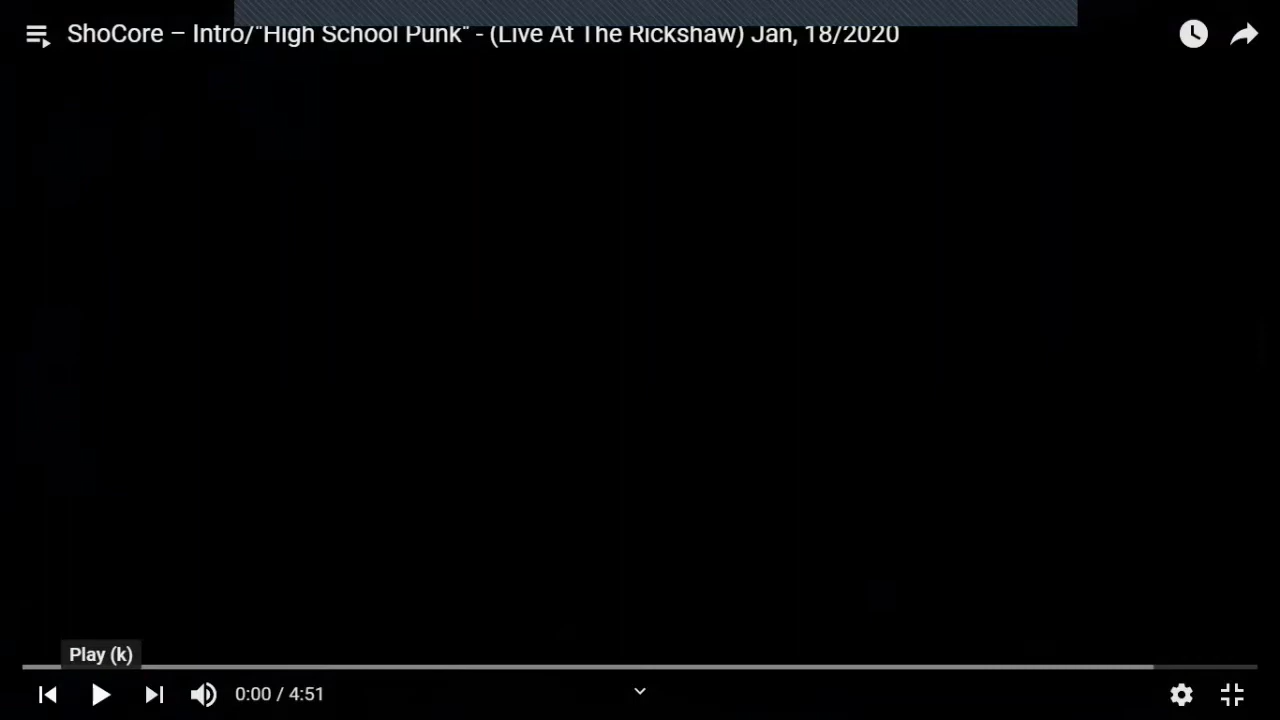 ShoCore – Intro/"High School Punk" - (Live At The Rickshaw) Jan, 18/2020
Play (k)
0:00 / 4:51